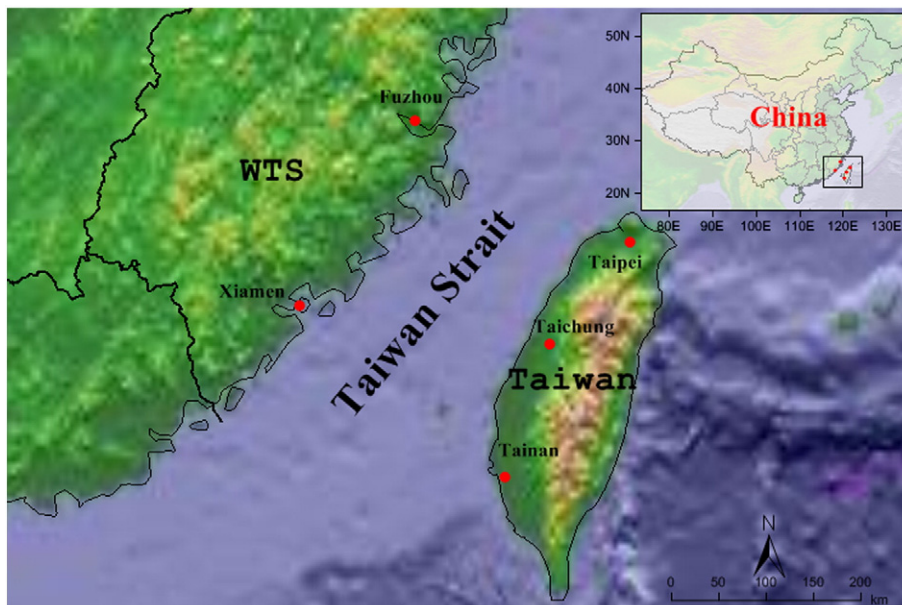 50N
40N
30N
20N
China
80E 90E 100E 110E 120E 130E
Fuzhou
WTS
Taiwan Strait
Taipei
Xiamen
Taichung
Taiwan
Tainan
N
0 50 100 150 200
km